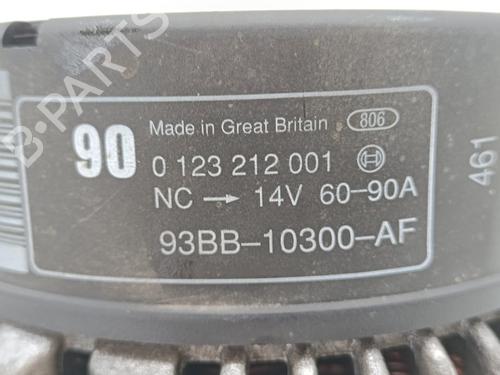 90
Made in Great Britain 806
0 123 212 001
NC → 14V 60-90A
93BB-10300-AF
461
B-PARTS